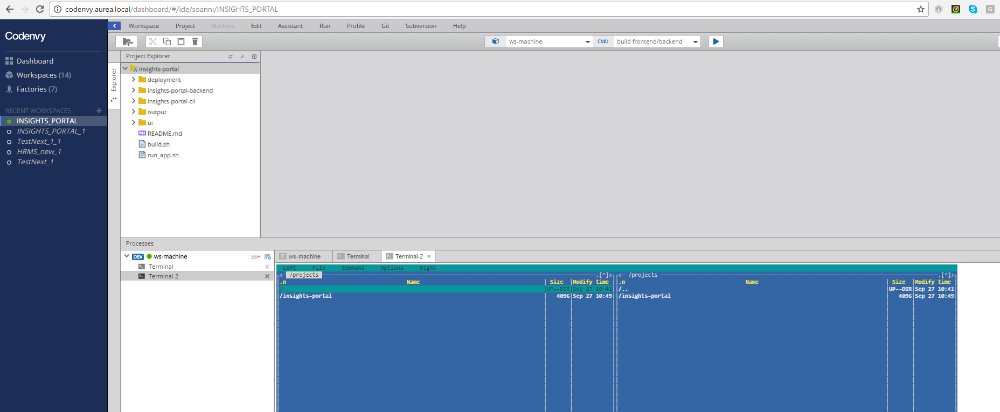 codenvy.aurea.local/dashboard/#/ide/soanni/INSIGHTS_PORTAL
Codenvy
Dashboard
Workspaces (14)
Factories (7)
RECENT WORKSPACES +
INSIGHTS_PORTAL
INSIGHTS_PORTAL_1
TestNext_1_1
HRMS_new_1
TestNext_1
Workspace Project Machine Edit Assistant Run Profile Git Subversion Help
ws-machine CMD build frontend/backend
Explorer
Project Explorer
insights-portal
deployment
insights-portal-backend
insights-portal-cli
output
ui
README.md
build.sh
run_app.sh
Processes
DEV ws-machine SSH
Terminal
Terminal-2
ws-machine Terminal Terminal-2 ×
Left File Command Options Right
<─ /projects .[^]> <─ /projects .[^]>
.n Name Size Modify time .n Name Size Modify time
/.. UP--DIR Sep 27 10:41 /.. UP--DIR Sep 27 10:41
/insights-portal 4096 Sep 27 10:49 /insights-portal 4096 Sep 27 10:49